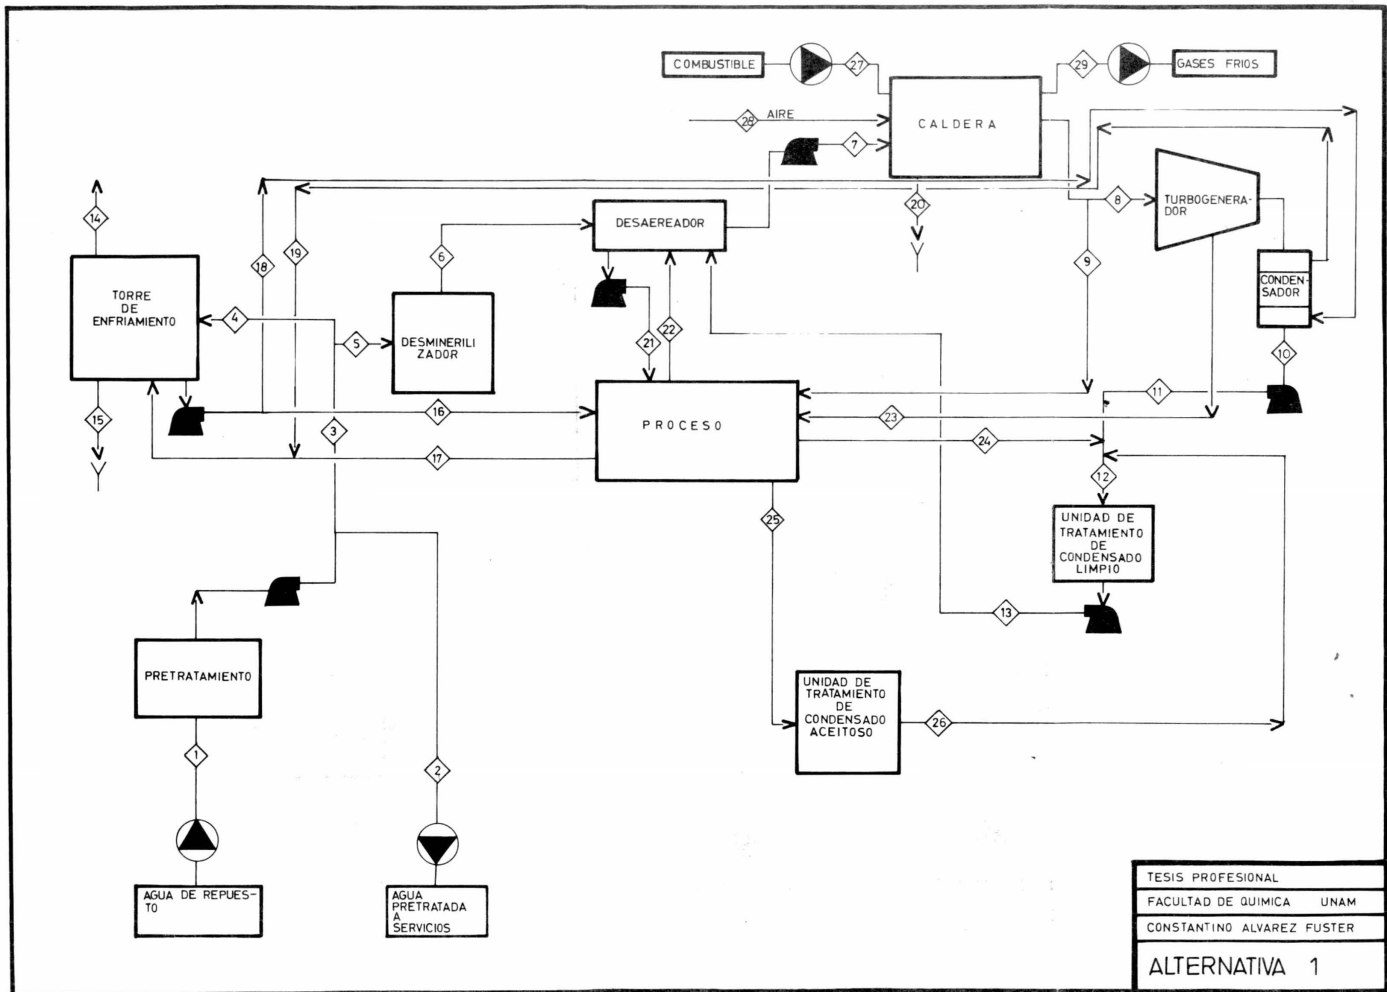 COMBUSTIBLE
27
29
GASES FRIOS
28
AIRE
CALDERA
7
14
20
8
TURBOGENERA-
DOR
DESAEREADOR
6
18
19
9
TORRE
DE
ENFRIAMIENTO
4
5
DESMINERILI
ZADOR
21
22
CONDEN-
SADOR
10
11
15
16
3
17
PROCESO
23
24
12
25
UNIDAD DE
TRATAMIENTO
DE
CONDENSADO
LIMPIO
13
PRETRATAMIENTO
UNIDAD DE
TRATAMIENTO
DE
CONDENSADO
ACEITOSO
26
1
2
AGUA DE REPUES-
TO
AGUA
PRETRATADA
A
SERVICIOS
TESIS PROFESIONAL
FACULTAD DE QUIMICA UNAM
CONSTANTINO ALVAREZ FUSTER
ALTERNATIVA 1